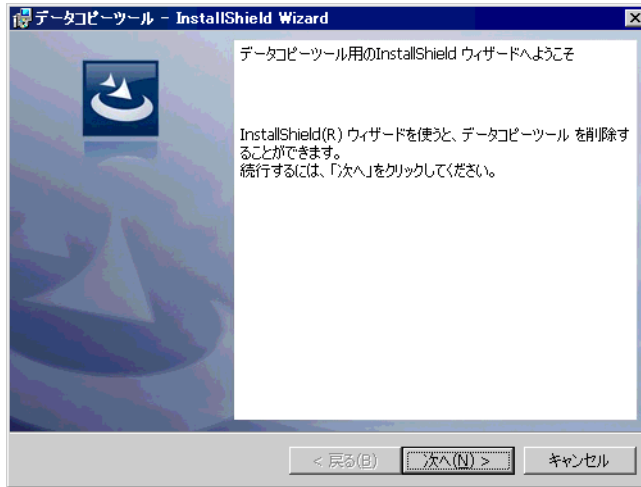 データコピーツール - InstallShield Wizard
データコピーツール用のInstallShield ウィザードへようこそ
InstallShield(R) ウィザードを使うと、データコピーツール を削除す
ることができます。
続行するには、「次へ」をクリックしてください。
< 戻る(B)
次へ(N) >
キャンセル